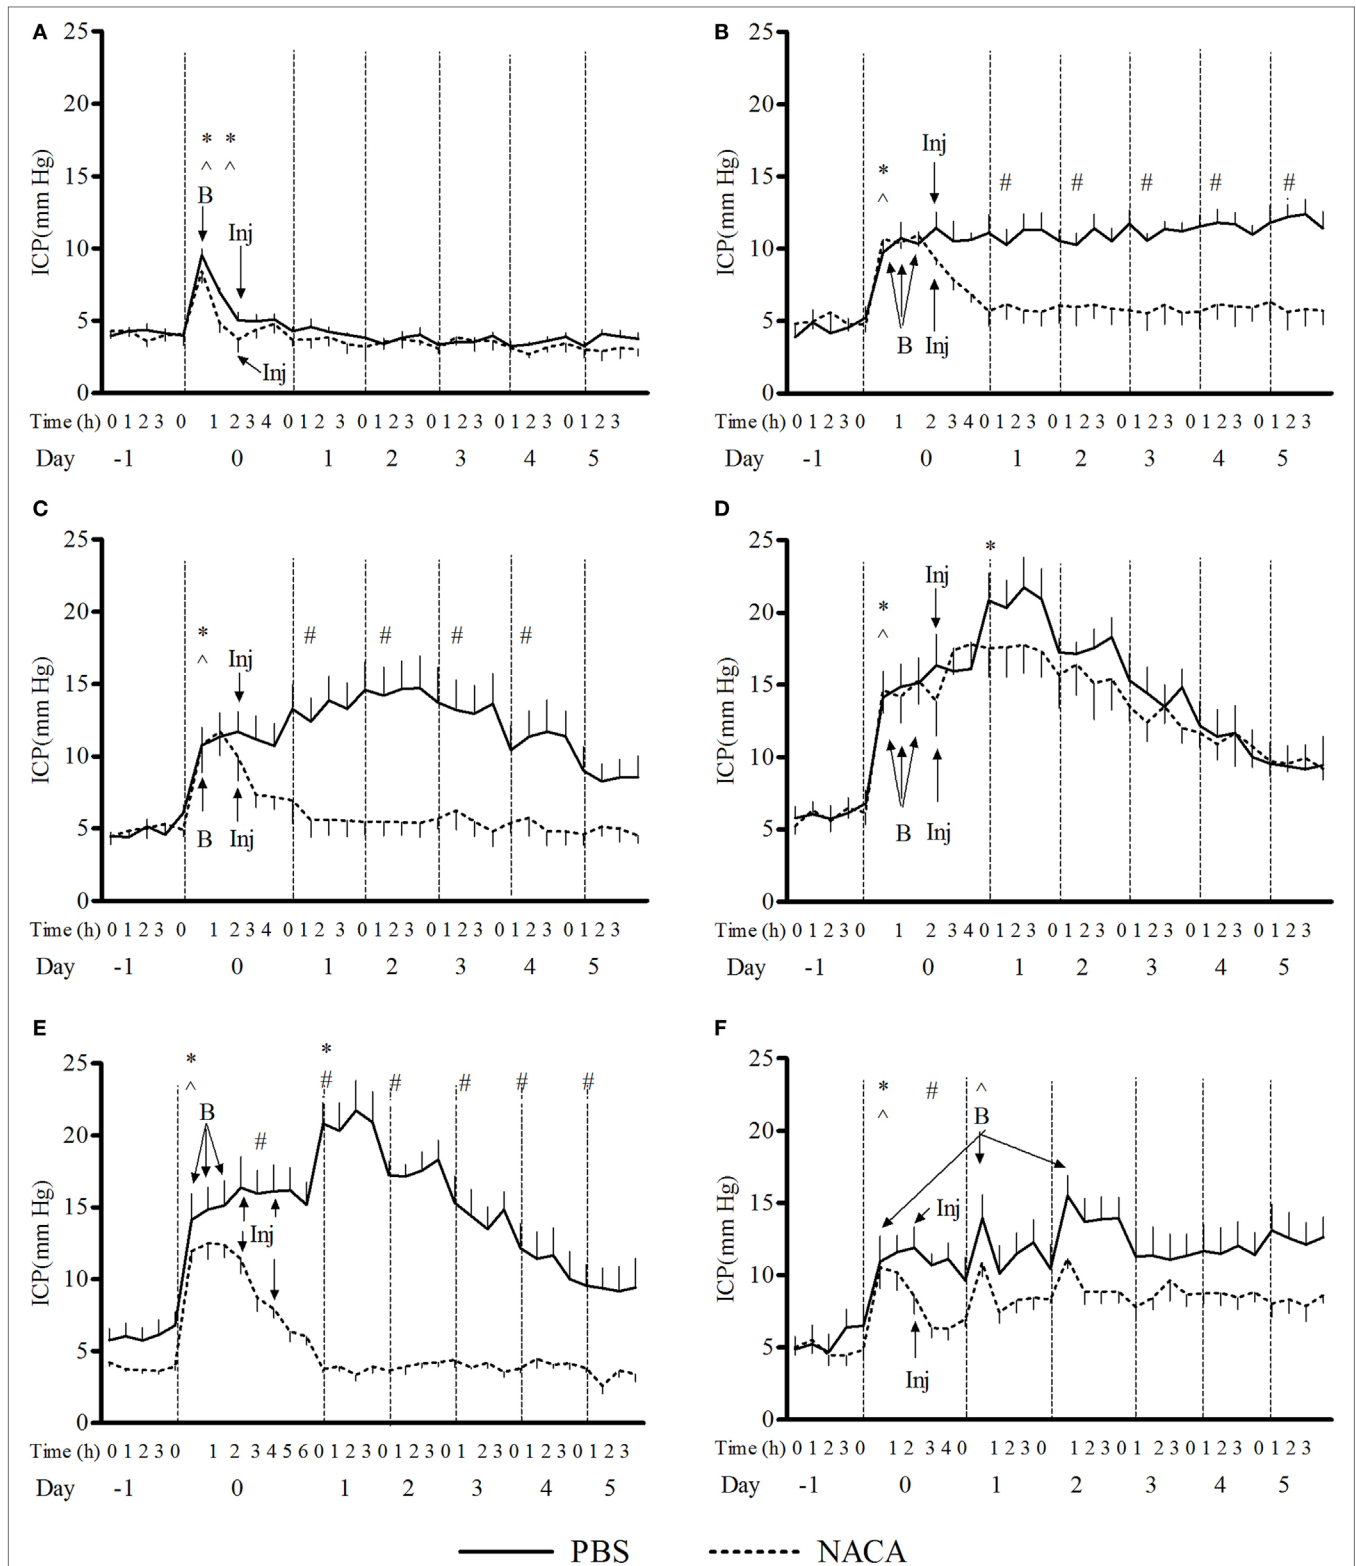 A
25
20
15
10
5
0
ICP(mm Hg)
* *
^ ^
B
Inj
Inj
Time (h) 0 1 2 3 0 1 2 3 4 0 1 2 3 0 1 2 3 0 1 2 3 0 1 2 3 0 1 2 3
Day -1 0 1 2 3 4 5
B
25
20
15
10
5
0
ICP(mm Hg)
*
^
Inj
# # # # #
B Inj
Time (h) 0 1 2 3 0 1 2 3 4 0 1 2 3 0 1 2 3 0 1 2 3 0 1 2 3 0 1 2 3
Day -1 0 1 2 3 4 5
C
25
20
15
10
5
0
ICP(mm Hg)
*
^
Inj
# # # #
B Inj
Time (h) 0 1 2 3 0 1 2 3 4 0 1 2 3 0 1 2 3 0 1 2 3 0 1 2 3 0 1 2 3
Day -1 0 1 2 3 4 5
D
25
20
15
10
5
0
ICP(mm Hg)
*
*
^
Inj
B Inj
Time (h) 0 1 2 3 0 1 2 3 4 0 1 2 3 0 1 2 3 0 1 2 3 0 1 2 3 0 1 2 3
Day -1 0 1 2 3 4 5
E
25
20
15
10
5
0
ICP(mm Hg)
* *
^ # # # # #
B
#
Inj
Time (h) 0 1 2 3 0 1 2 3 4 5 6 0 1 2 3 0 1 2 3 0 1 2 3 0 1 2 3 0 1 2 3
Day -1 0 1 2 3 4 5
F
25
20
15
10
5
0
ICP(mm Hg)
* # ^
^ B
Inj
Inj
Time (h) 0 1 2 3 0 1 2 3 4 0 1 2 3 0 1 2 3 0 1 2 3 0 1 2 3 0 1 2 3
Day -1 0 1 2 3 4 5
PBS NACA